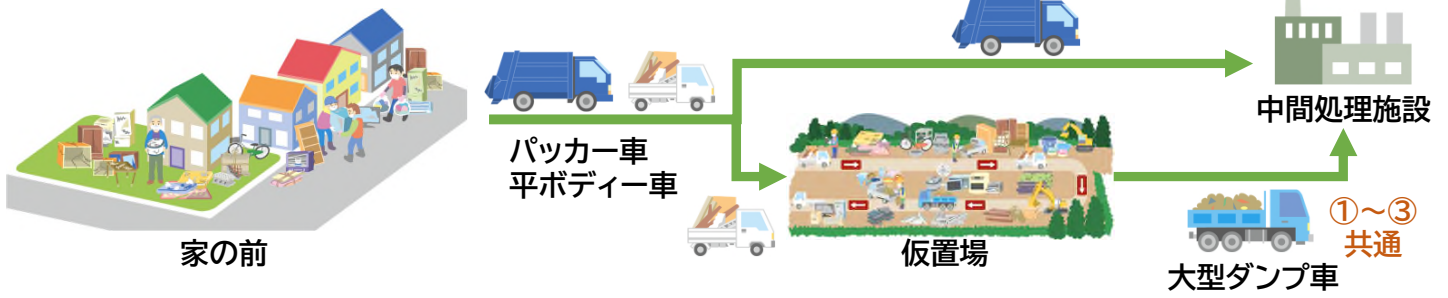 家の前
パッカー車
平ボディー車
仮置場
中間処理施設
大型ダンプ車
①～③
共通